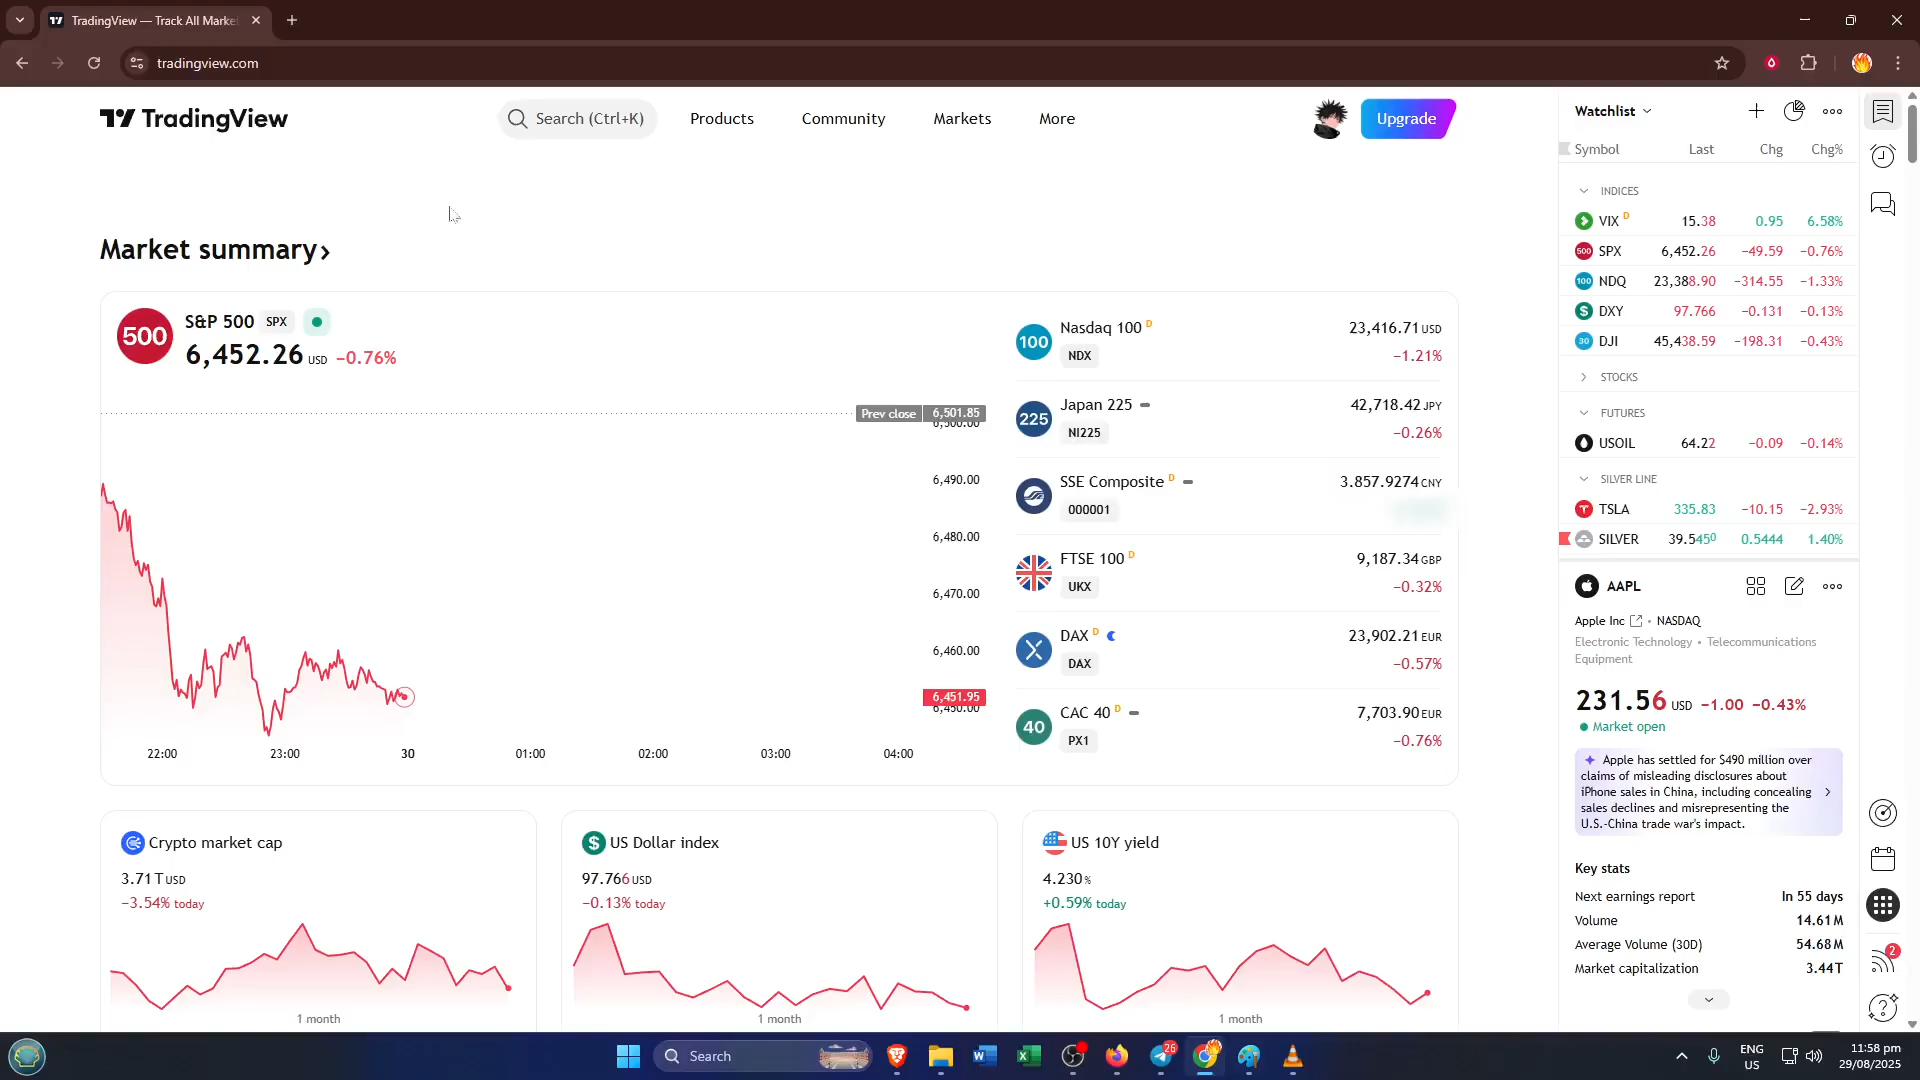 TradingView — Track All Marke
tradingview.com
TradingView
Search (Ctrl+K)
Products
Community
Markets
More
Upgrade
Market summary
500
S&P 500 SPX
6,452.26 USD −0.76%
Prev close 6,501.85
6,500.00
6,490.00
6,480.00
6,470.00
6,460.00
6,451.95
6,450.00
22:00 23:00 30 01:00 02:00 03:00 04:00
100 Nasdaq 100 D 23,416.71 USD
NDX −1.21%
225 Japan 225 42,718.42 JPY
NI225 −0.26%
SSE Composite D 3.857.9274 CNY
000001
FTSE 100 D 9,187.34 GBP
UKX −0.32%
DAX D 23,902.21 EUR
DAX −0.57%
40 CAC 40 D 7,703.90 EUR
PX1 −0.76%
Crypto market cap
3.71 T USD
−3.54% today
1 month
US Dollar index
97.766 USD
−0.13% today
1 month
US 10Y yield
4.230 %
+0.59% today
1 month
Watchlist
Symbol Last Chg Chg%
INDICES
VIX D 15.38 0.95 6.58%
500 SPX 6,452.26 −49.59 −0.76%
100 NDQ 23,388.90 −314.55 −1.33%
DXY 97.766 −0.131 −0.13%
30 DJI 45,438.59 −198.31 −0.43%
STOCKS
FUTURES
USOIL 64.22 −0.09 −0.14%
SILVER LINE
TSLA 335.83 −10.15 −2.93%
SILVER 39.5450 0.5444 1.40%
AAPL
Apple Inc • NASDAQ
Electronic Technology • Telecommunications
Equipment
231.56 USD −1.00 −0.43%
Market open
Apple has settled for $490 million over
claims of misleading disclosures about
iPhone sales in China, including concealing
sales declines and misrepresenting the
U.S.-China trade war's impact.
Key stats
Next earnings report In 55 days
Volume 14.61 M
Average Volume (30D) 54.68 M
Market capitalization 3.44 T
2
Search
26
ENG
US
11:58 pm
29/08/2025